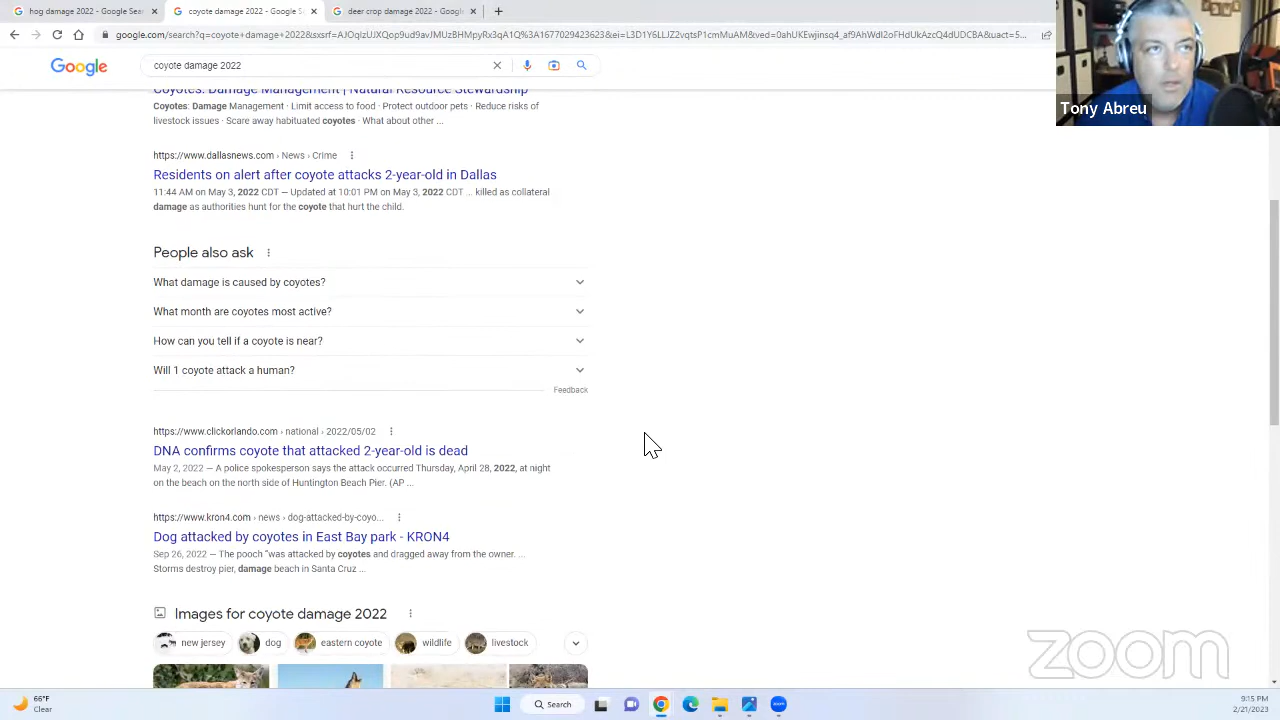 hog damage 2022 - Google Sear
coyote damage 2022 - Google S
deer crop damage 2022 - Google
google.com/search?q=coyote+damage+2022&sxsrf=
Tony Abreu
Google
coyote damage 2022
Coyotes: Damage Management | Natural Resource Stewardship
Coyotes: Damage Management · Limit access to food · Protect outdoor pets · Reduce risks of
livestock issues · Scare away habituated coyotes · What about other ...
https://www.dallasnews.com › News › Crime
Residents on alert after coyote attacks 2-year-old in Dallas
11:44 AM on May 3, 2022 CDT — Updated at 10:01 PM on May 3, 2022 CDT ... killed as collateral
damage as authorities hunt for the coyote that hurt the child.
People also ask
What damage is caused by coyotes?
What month are coyotes most active?
How can you tell if a coyote is near?
Will 1 coyote attack a human?
Feedback
https://www.clickorlando.com › national › 2022/05/02
DNA confirms coyote that attacked 2-year-old is dead
May 2, 2022 — A police spokesperson says the attack occurred Thursday, April 28, 2022, at night
on the beach on the north side of Huntington Beach Pier. (AP ...
https://www.kron4.com › news › dog-attacked-by-coyo...
Dog attacked by coyotes in East Bay park - KRON4
Sep 26, 2022 — The pooch "was attacked by coyotes and dragged away from the owner. ...
Storms destroy pier, damage beach in Santa Cruz ...
Images for coyote damage 2022
new jersey
dog
eastern coyote
wildlife
livestock
zoom
66°F
Clear
Search
zoom
9:15 PM
2/21/2023